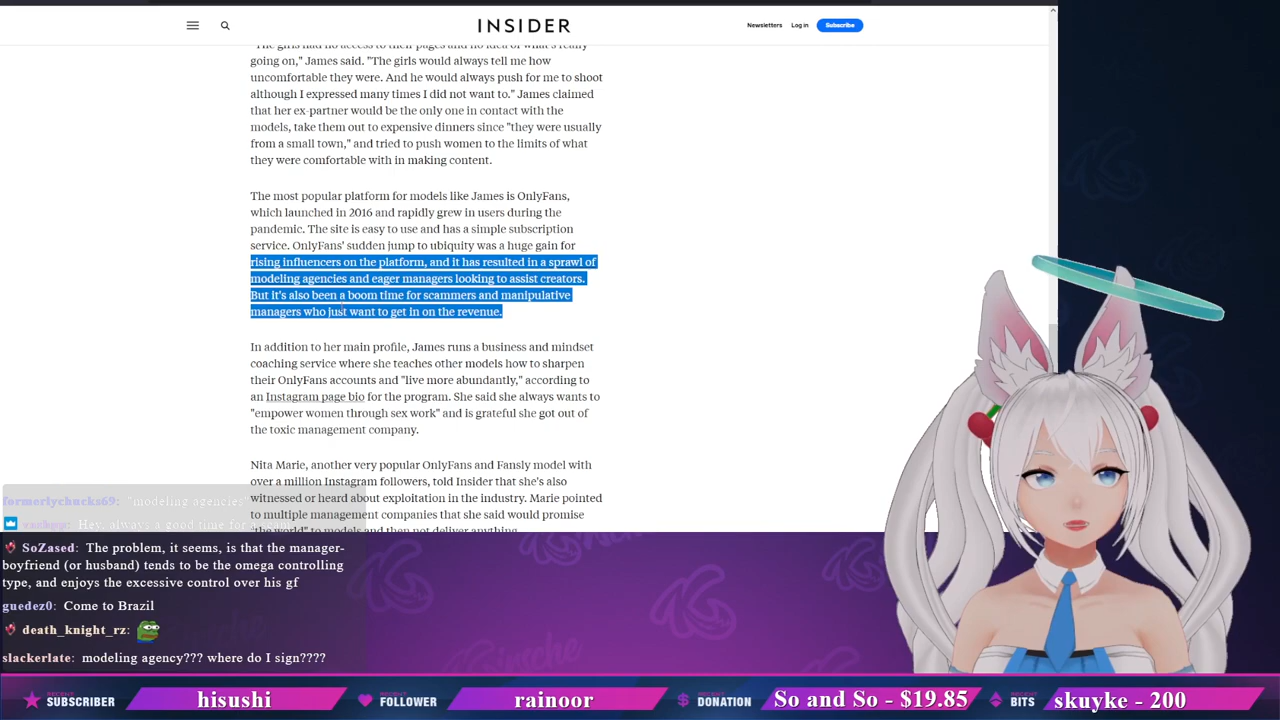 INSIDER
Newsletters
Log in
Subscribe
"The girls had no access to their pages and no idea of what's really
going on," James said. "The girls would always tell me how
uncomfortable they were. And he would always push for me to shoot
although I expressed many times I did not want to." James claimed
that her ex-partner would be the only one in contact with the
models, take them out to expensive dinners since "they were usually
from a small town," and tried to push women to the limits of what
they were comfortable with in making content.
The most popular platform for models like James is OnlyFans,
which launched in 2016 and rapidly grew in users during the
pandemic. The site is easy to use and has a simple subscription
service. OnlyFans' sudden jump to ubiquity was a huge gain for
rising influencers on the platform, and it has resulted in a sprawl of
modeling agencies and eager managers looking to assist creators.
But it's also been a boom time for scammers and manipulative
managers who just want to get in on the revenue.
In addition to her main profile, James runs a business and mindset
coaching service where she teaches other models how to sharpen
their OnlyFans accounts and "live more abundantly," according to
an Instagram page bio for the program. She said she always wants to
"empower women through sex work" and is grateful she got out of
the toxic management company.
Nita Marie, another very popular OnlyFans and Fansly model with
over a million Instagram followers, told Insider that she's also
witnessed or heard about exploitation in the industry. Marie pointed
to multiple management companies that she said would promise
"the world" to models and then not deliver anything.
formerlychucks69: "modeling agencies"
Hey, always a good time for
SoZased: The problem, it seems, is that the manager-
boyfriend (or husband) tends to be the omega controlling
type, and enjoys the excessive control over his gf
guedez0: Come to Brazil
death_knight_rz:
slackerlate: modeling agency??? where do I sign????
RECENT SUBSCRIBER hisushi
RECENT FOLLOWER rainoor
RECENT DONATION So and So - $19.85
RECENT BITS skuyke - 200